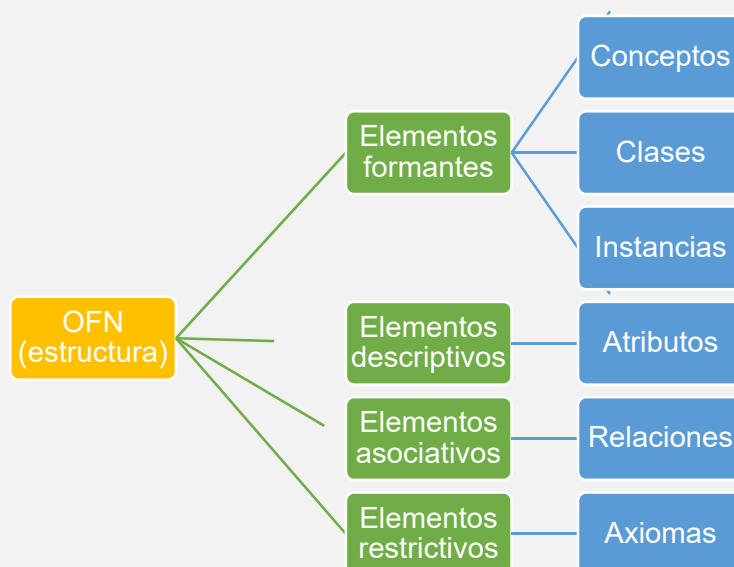 Conceptos
Elementos
formantes
Clases
Instancias
OFN
(estructura)
Elementos
descriptivos
Atributos
Elementos
asociativos
Relaciones
Elementos
restrictivos
Axiomas